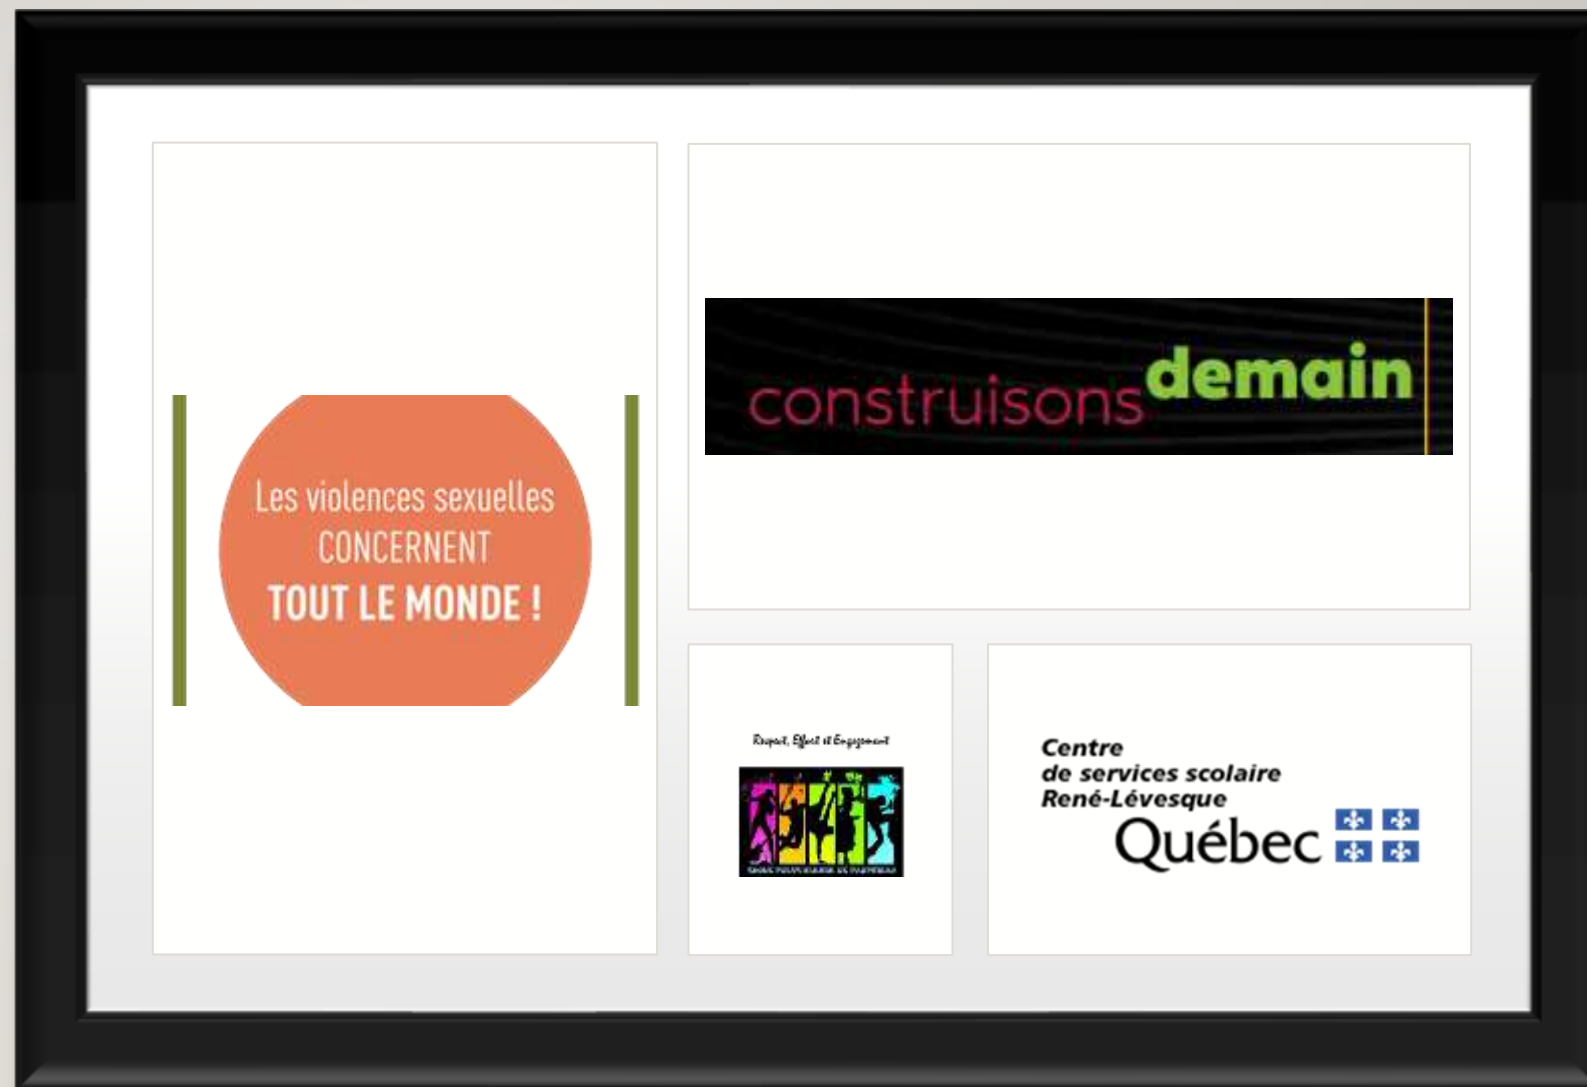 Les violences sexuelles
CONCERNENT
TOUT LE MONDE !
construisons demain
Respect, Effort et Engagement
Centre
de services scolaire
René-Lévesque
Québec